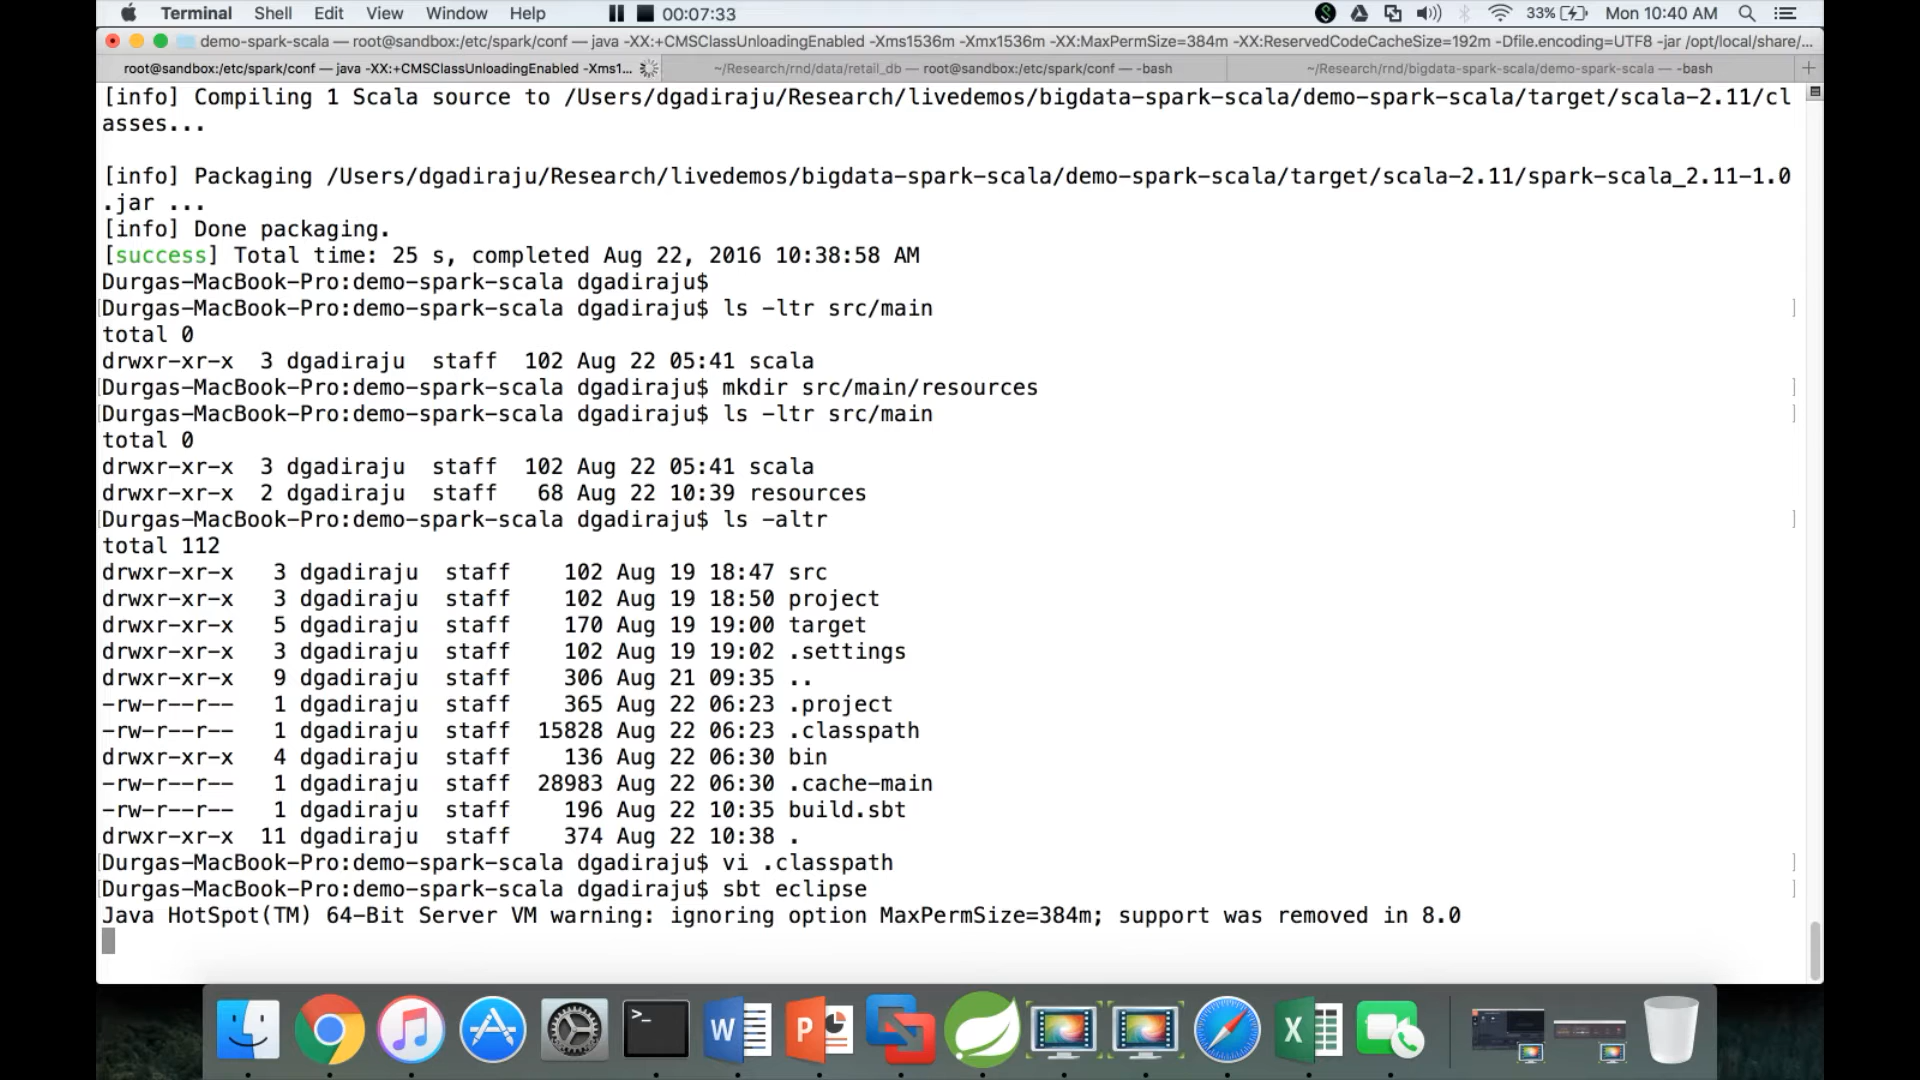 Terminal Shell Edit View Window Help 00:07:33 33% Mon 10:40 AM
demo-spark-scala — root@sandbox:/etc/spark/conf — java -XX:+CMSClassUnloadingEnabled -Xms1536m -Xmx1536m -XX:MaxPermSize=384m -XX:ReservedCodeCacheSize=192m -Dfile.encoding=UTF8 -jar /opt/local/share/...
root@sandbox:/etc/spark/conf — java -XX:+CMSClassUnloadingEnabled -Xms1... ~/Research/rnd/data/retail_db — root@sandbox:/etc/spark/conf — -bash ~/Research/rnd/bigdata-spark-scala/demo-spark-scala — -bash +
[info] Compiling 1 Scala source to /Users/dgadiraju/Research/livedemos/bigdata-spark-scala/demo-spark-scala/target/scala-2.11/cl
asses...
[info] Packaging /Users/dgadiraju/Research/livedemos/bigdata-spark-scala/demo-spark-scala/target/scala-2.11/spark-scala_2.11-1.0
.jar ...
[info] Done packaging.
[success] Total time: 25 s, completed Aug 22, 2016 10:38:58 AM
Durgas-MacBook-Pro:demo-spark-scala dgadiraju$
[Durgas-MacBook-Pro:demo-spark-scala dgadiraju$ ls -ltr src/main ]
total 0
drwxr-xr-x 3 dgadiraju staff 102 Aug 22 05:41 scala
[Durgas-MacBook-Pro:demo-spark-scala dgadiraju$ mkdir src/main/resources ]
[Durgas-MacBook-Pro:demo-spark-scala dgadiraju$ ls -ltr src/main ]
total 0
drwxr-xr-x 3 dgadiraju staff 102 Aug 22 05:41 scala
drwxr-xr-x 2 dgadiraju staff 68 Aug 22 10:39 resources
[Durgas-MacBook-Pro:demo-spark-scala dgadiraju$ ls -altr ]
total 112
drwxr-xr-x 3 dgadiraju staff 102 Aug 19 18:47 src
drwxr-xr-x 3 dgadiraju staff 102 Aug 19 18:50 project
drwxr-xr-x 5 dgadiraju staff 170 Aug 19 19:00 target
drwxr-xr-x 3 dgadiraju staff 102 Aug 19 19:02 .settings
drwxr-xr-x 9 dgadiraju staff 306 Aug 21 09:35 ..
-rw-r--r-- 1 dgadiraju staff 365 Aug 22 06:23 .project
-rw-r--r-- 1 dgadiraju staff 15828 Aug 22 06:23 .classpath
drwxr-xr-x 4 dgadiraju staff 136 Aug 22 06:30 bin
-rw-r--r-- 1 dgadiraju staff 28983 Aug 22 06:30 .cache-main
-rw-r--r-- 1 dgadiraju staff 196 Aug 22 10:35 build.sbt
drwxr-xr-x 11 dgadiraju staff 374 Aug 22 10:38 .
[Durgas-MacBook-Pro:demo-spark-scala dgadiraju$ vi .classpath ]
[Durgas-MacBook-Pro:demo-spark-scala dgadiraju$ sbt eclipse ]
Java HotSpot(TM) 64-Bit Server VM warning: ignoring option MaxPermSize=384m; support was removed in 8.0